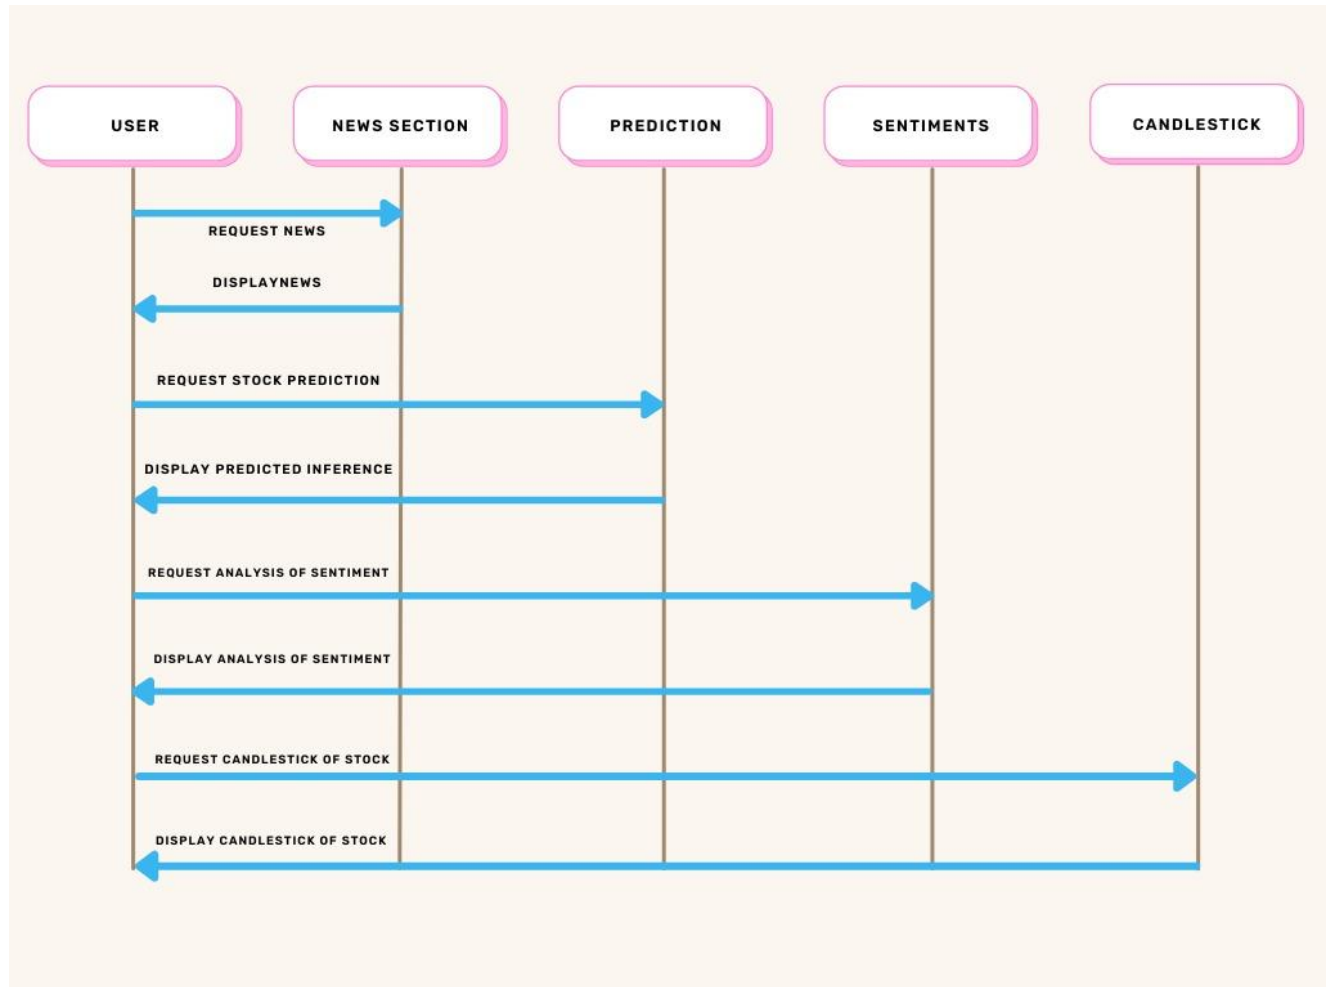 USER
NEWS SECTION
PREDICTION
SENTIMENTS
CANDLESTICK
REQUEST NEWS
DISPLAYNEWS
REQUEST STOCK PREDICTION
DISPLAY PREDICTED INFERENCE
REQUEST ANALYSIS OF SENTIMENT
DISPLAY ANALYSIS OF SENTIMENT
REQUEST CANDLESTICK OF STOCK
DISPLAY CANDLESTICK OF STOCK